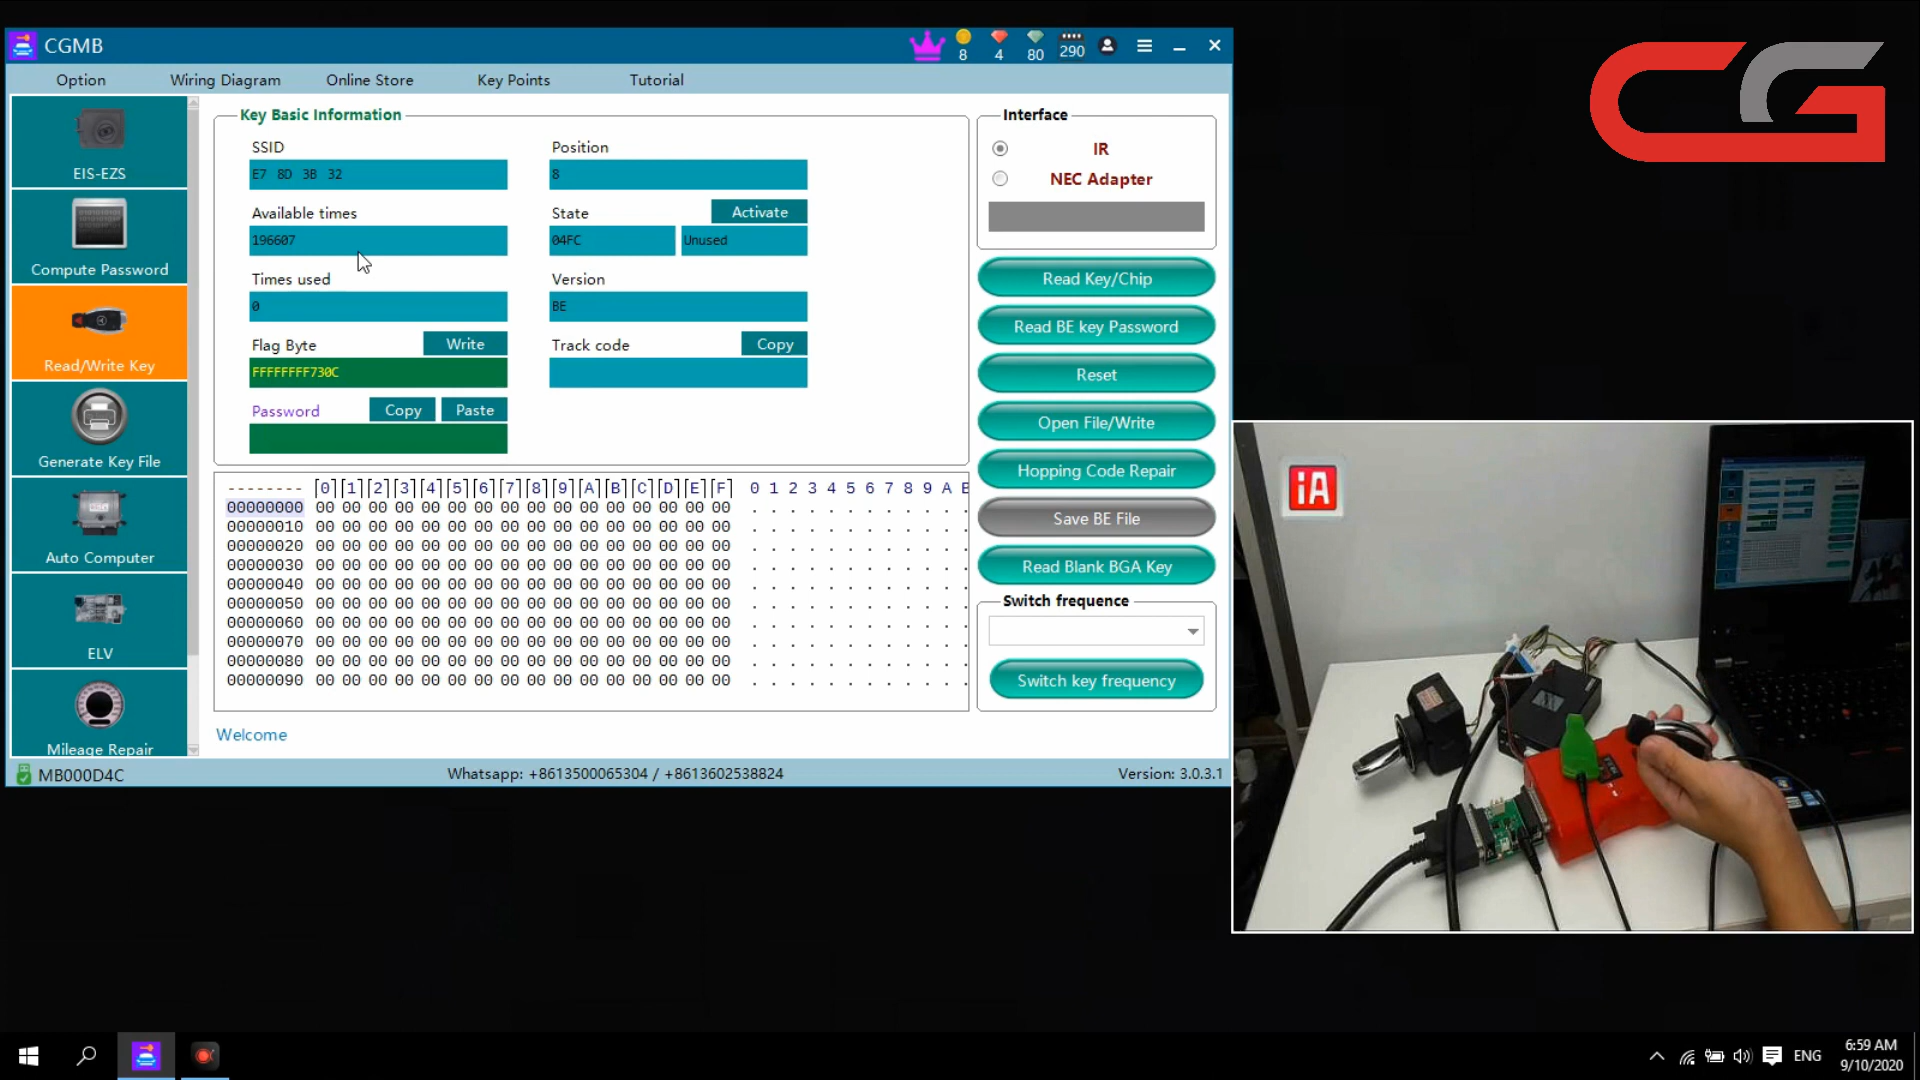 CGMB
8
4
80
290
CG
Option
Wiring Diagram
Online Store
Key Points
Tutorial
EIS-EZS
Compute Password
Read/Write Key
Generate Key File
Auto Computer
ELV
Mileage Repair
Key Basic Information
SSID
E7 8D 3B 32
Position
8
Available times
196607
State
Activate
04FC
Unused
Times used
0
Version
BE
Flag Byte
Write
FFFFFFFF730C
Track code
Copy
Password
Copy
Paste
-------- [0][1][2][3][4][5][6][7][8][9][A][B][C][D][E][F] 0 1 2 3 4 5 6 7 8 9 A B
00000000 00 00 00 00 00 00 00 00 00 00 00 00 00 00 00 00 . . . . . . . . . . . .
00000010 00 00 00 00 00 00 00 00 00 00 00 00 00 00 00 00 . . . . . . . . . . . .
00000020 00 00 00 00 00 00 00 00 00 00 00 00 00 00 00 00 . . . . . . . . . . . .
00000030 00 00 00 00 00 00 00 00 00 00 00 00 00 00 00 00 . . . . . . . . . . . .
00000040 00 00 00 00 00 00 00 00 00 00 00 00 00 00 00 00 . . . . . . . . . . . .
00000050 00 00 00 00 00 00 00 00 00 00 00 00 00 00 00 00 . . . . . . . . . . . .
00000060 00 00 00 00 00 00 00 00 00 00 00 00 00 00 00 00 . . . . . . . . . . . .
00000070 00 00 00 00 00 00 00 00 00 00 00 00 00 00 00 00 . . . . . . . . . . . .
00000080 00 00 00 00 00 00 00 00 00 00 00 00 00 00 00 00 . . . . . . . . . . . .
00000090 00 00 00 00 00 00 00 00 00 00 00 00 00 00 00 00 . . . . . . . . . . . .
Welcome
Interface
IR
NEC Adapter
Read Key/Chip
Read BE key Password
Reset
Open File/Write
Hopping Code Repair
Save BE File
Read Blank BGA Key
Switch frequence
Switch key frequency
MB000D4C
Whatsapp: +8613500065304 / +8613602538824
Version: 3.0.3.1
iA
ENG
6:59 AM
9/10/2020